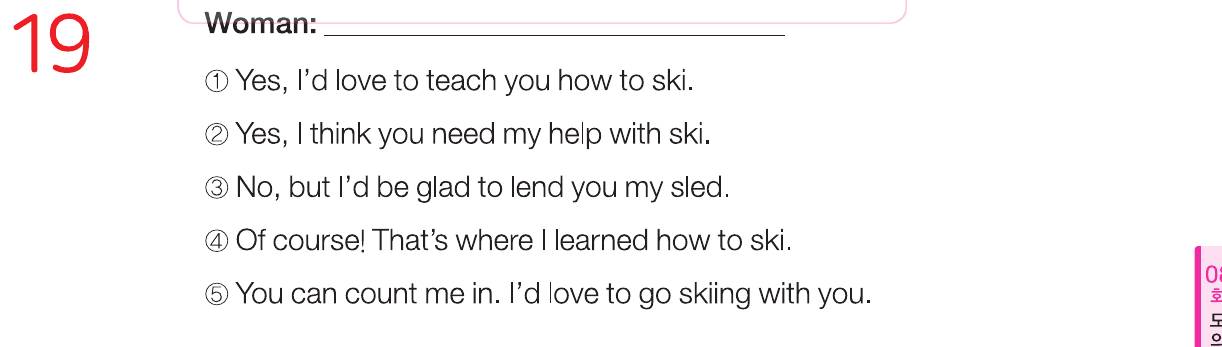 19
Woman:
① Yes, I'd love to teach you how to ski.
② Yes, I think you need my help with ski.
③ No, but I'd be glad to lend you my sled.
④ Of course! That's where I learned how to ski.
⑤ You can count me in. I'd love to go skiing with you.
회